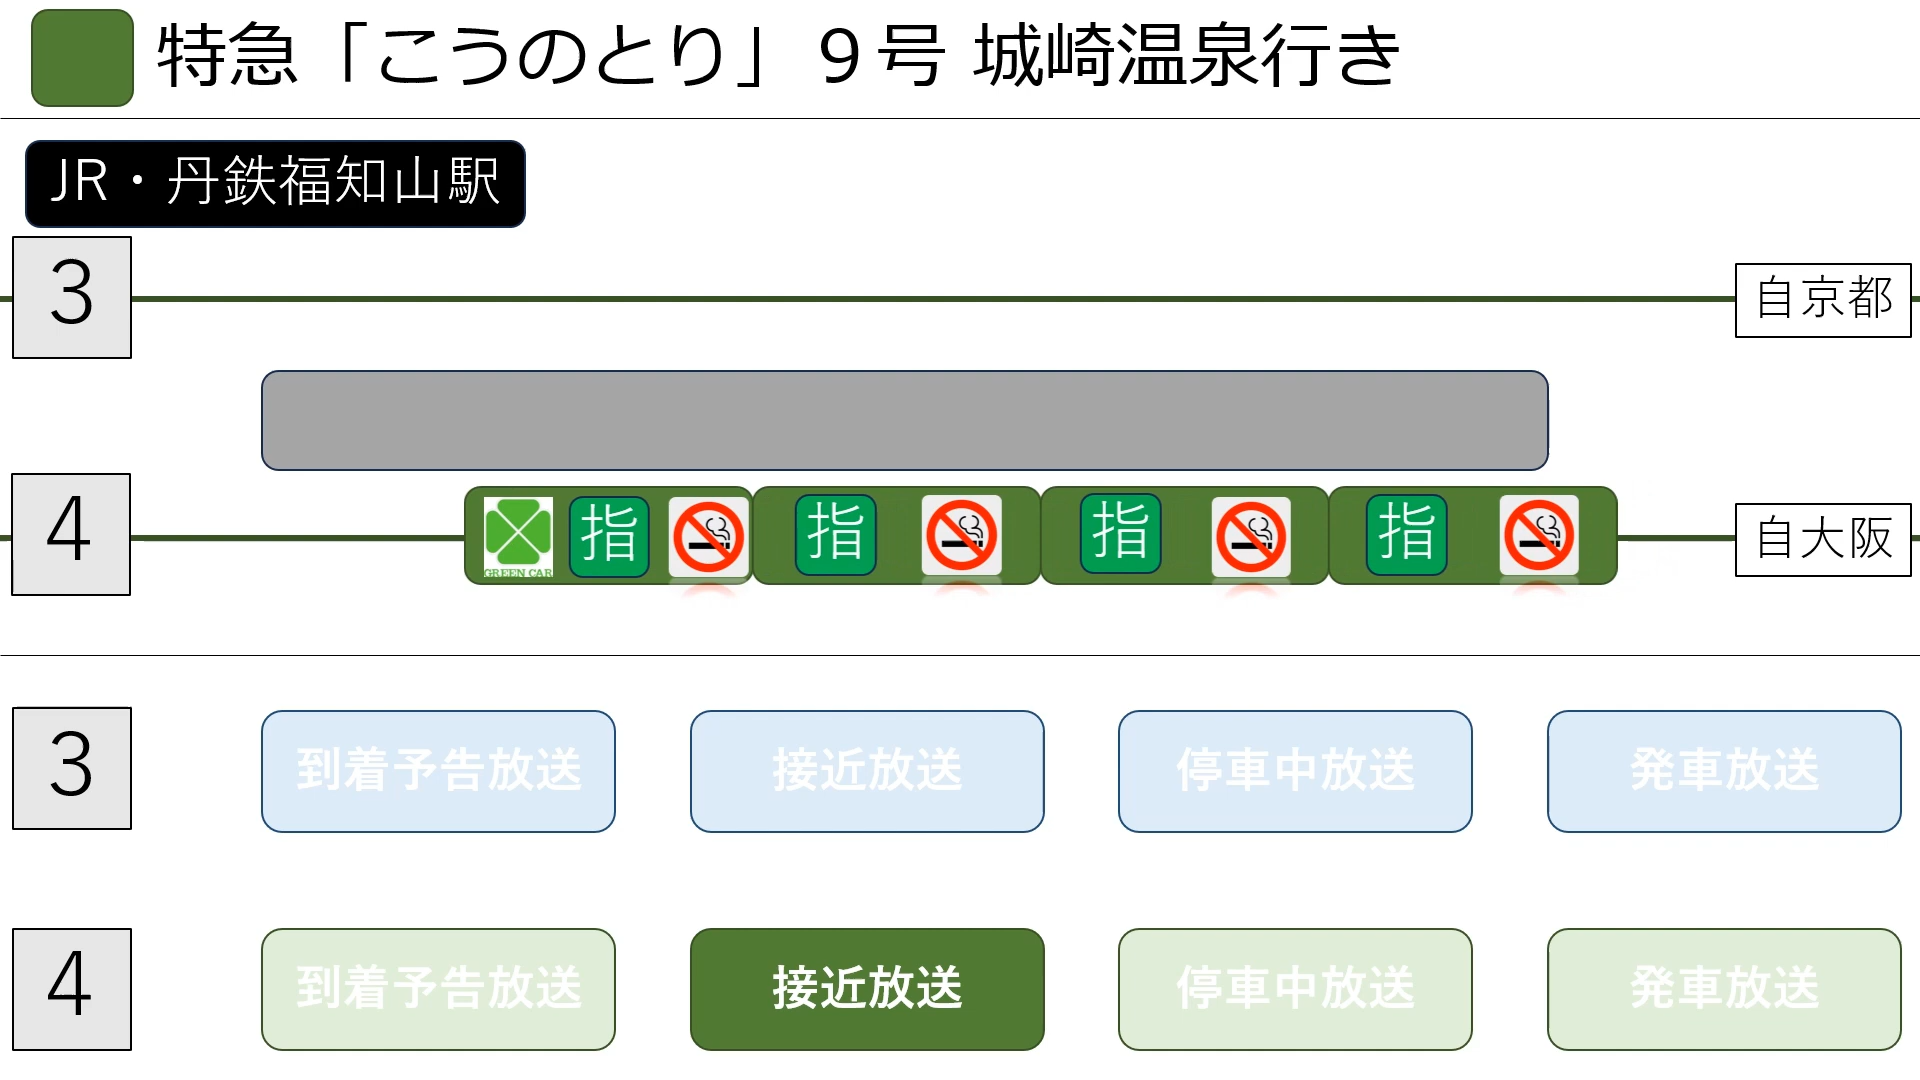 特急「こうのとり」９号 城崎温泉行き
JR・丹鉄福知山駅
3
自京都
4
GREEN CAR
指
指
指
指
自大阪
3
到着予告放送
接近放送
停車中放送
発車放送
4
到着予告放送
接近放送
停車中放送
発車放送